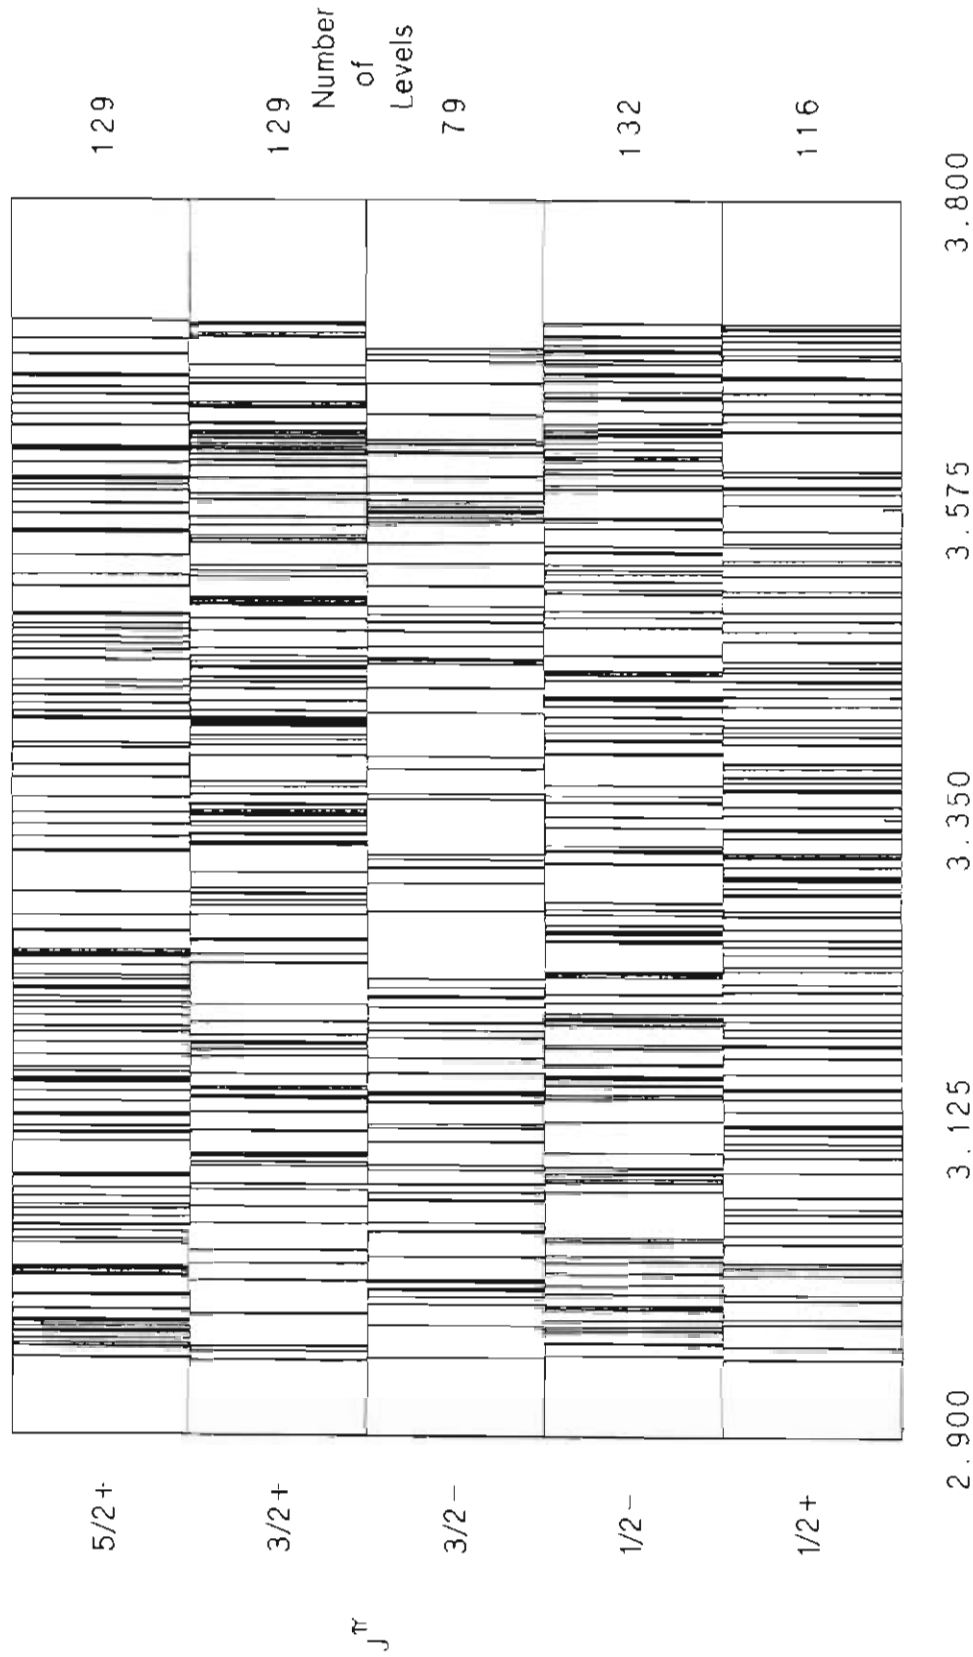 Number
of
Levels
5/2+ 129
3/2+ 129
3/2− 79
1/2− 132
1/2+ 116
J^π
2.900 3.125 3.350 3.575 3.800